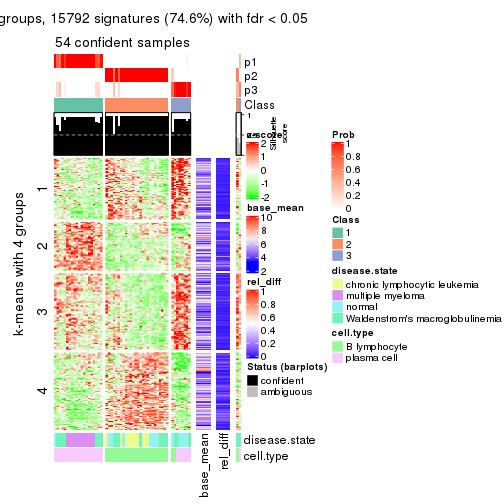 groups, 15792 signatures (74.6%) with fdr < 0.05
54 confident samples
p1
p2
p3
Class
1
Silhouette
score
z-score
2
1
0
-1
-2
base_mean
10
8
6
4
2
rel_diff
1
0.8
0.6
0.4
0.2
0
Status (barplots)
confident
ambiguous
Prob
1
0.8
0.6
0.4
0.2
0
Class
1
2
3
disease.state
chronic lymphocytic leukemia
multiple myeloma
normal
Waldenstrom's macroglobulinemia
cell.type
B lymphocyte
plasma cell
k-means with 4 groups
1
2
3
4
disease.state
cell.type
base_mean
rel_diff